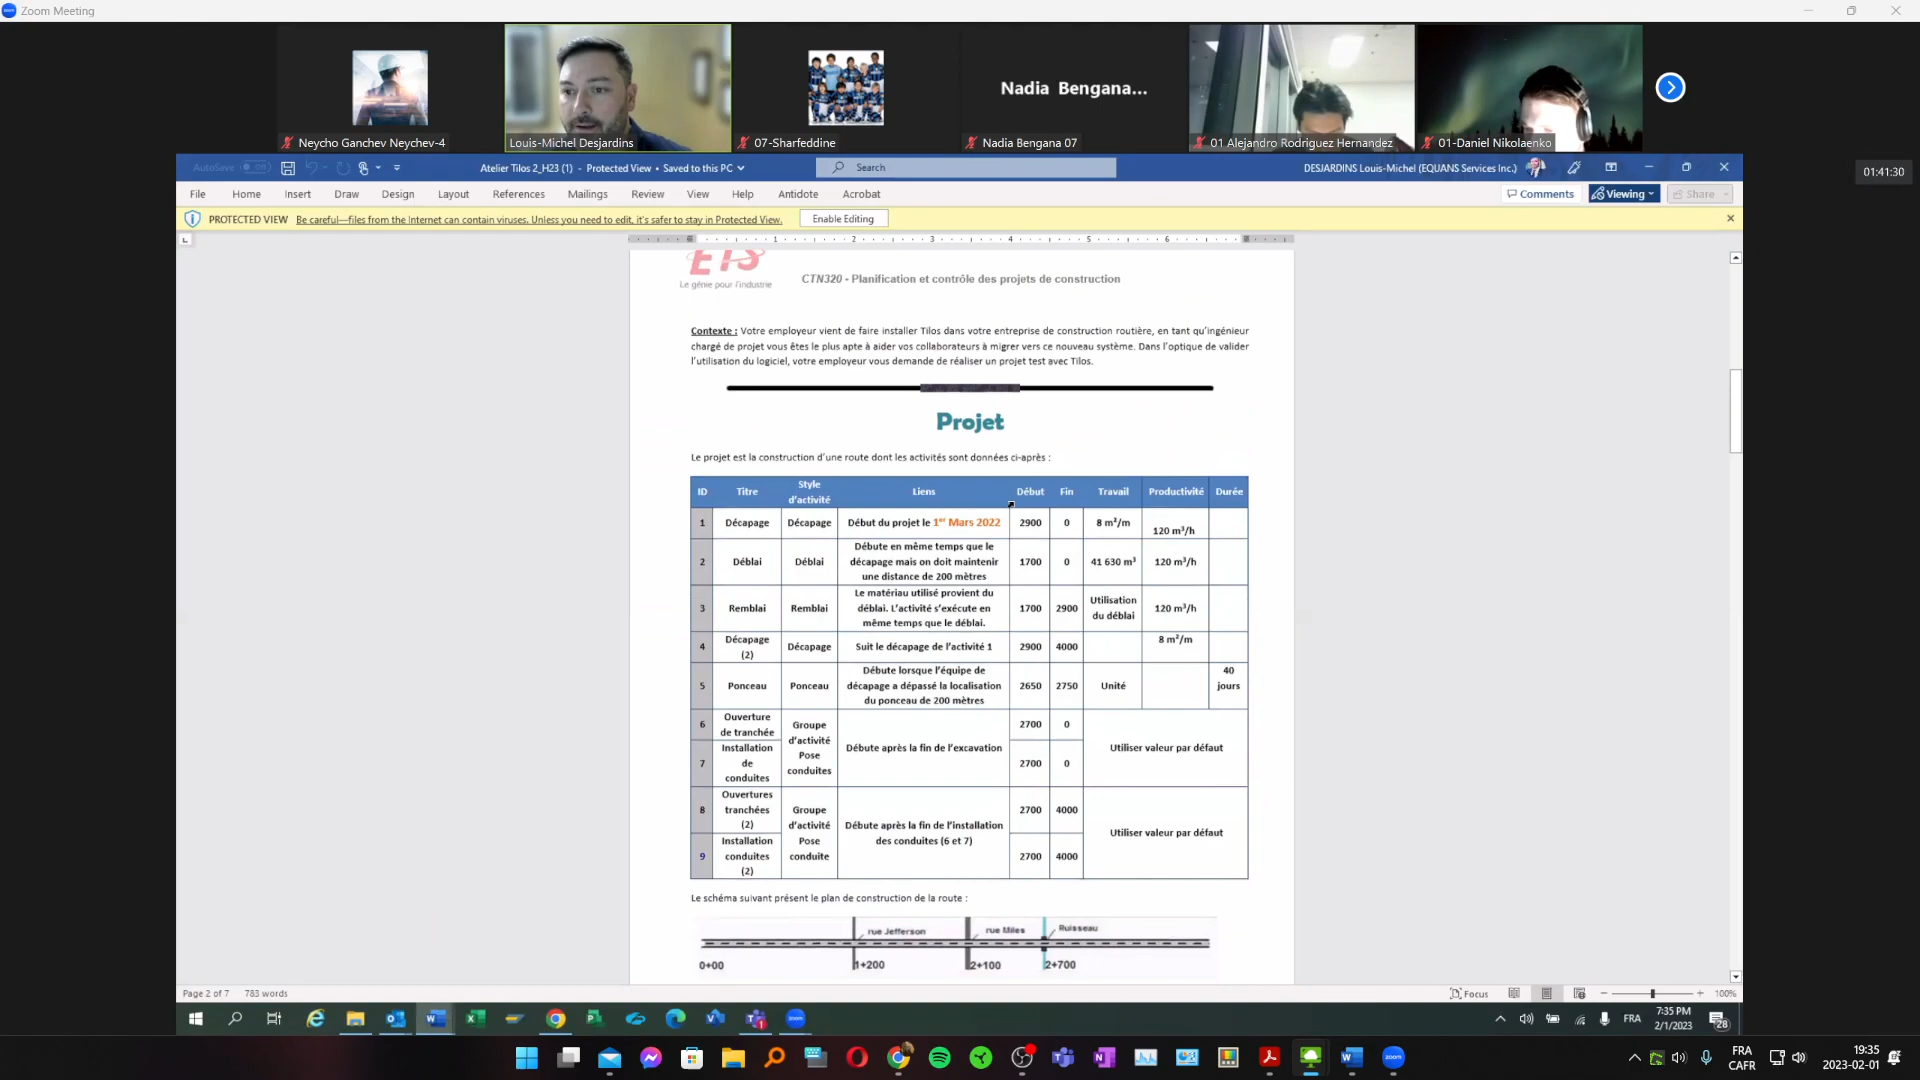 Zoom Meeting
Nadia Bengana...
Neycho Ganchev Neychev-4
Louis-Michel Desjardins
07-Sharfeddine
Nadia Bengana 07
01 Alejandro Rodriguez Hernandez
01-Daniel Nikolaenko
01:41:30
AutoSave Off
Atelier Tilos 2_H23 (1) - Protected View • Saved to this PC
Search
DESJARDINS Louis-Michel (EQUANS Services Inc.)
File Home Insert Draw Design Layout References Mailings Review View Help Antidote Acrobat
Comments Viewing Share
PROTECTED VIEW Be careful—files from the Internet can contain viruses. Unless you need to edit, it's safer to stay in Protected View. Enable Editing
1 2 3 4 5 6
ETS
Le génie pour l'industrie
CTN320 - Planification et contrôle des projets de construction
Contexte : Votre employeur vient de faire installer Tilos dans votre entreprise de construction routière, en tant qu'ingénieur
chargé de projet vous êtes le plus apte à aider vos collaborateurs à migrer vers ce nouveau système. Dans l'optique de valider
l'utilisation du logiciel, votre employeur vous demande de réaliser un projet test avec Tilos.
Projet
Le projet est la construction d'une route dont les activités sont données ci-après :
ID Titre Style d'activité Liens Début Fin Travail Productivité Durée
1 Décapage Décapage Début du projet le 1er Mars 2022 2900 0 8 m²/m 120 m³/h
2 Déblai Déblai Débute en même temps que le décapage mais on doit maintenir une distance de 200 mètres 1700 0 41 630 m³ 120 m³/h
3 Remblai Remblai Le matériau utilisé provient du déblai. L'activité s'exécute en même temps que le déblai. 1700 2900 Utilisation du déblai 120 m³/h
4 Décapage (2) Décapage Suit le décapage de l'activité 1 2900 4000 8 m²/m
5 Ponceau Ponceau Débute lorsque l'équipe de décapage a dépassé la localisation du ponceau de 200 mètres 2650 2750 Unité 40 jours
6 Ouverture de tranchée Groupe d'activité Pose conduites Débute après la fin de l'excavation 2700 0 Utiliser valeur par défaut
7 Installation de conduites 2700 0
8 Ouvertures tranchées (2) Groupe d'activité Pose conduite Débute après la fin de l'installation des conduites (6 et 7) 2700 4000 Utiliser valeur par défaut
9 Installation conduites (2) 2700 4000
Le schéma suivant présent le plan de construction de la route :
rue Jefferson rue Miles Ruisseau
0+00 1+200 2+100 2+700
Page 2 of 7 783 words
Focus 100%
FRA 7:35 PM 2/1/2023 28
FRA CAFR 19:35 2023-02-01